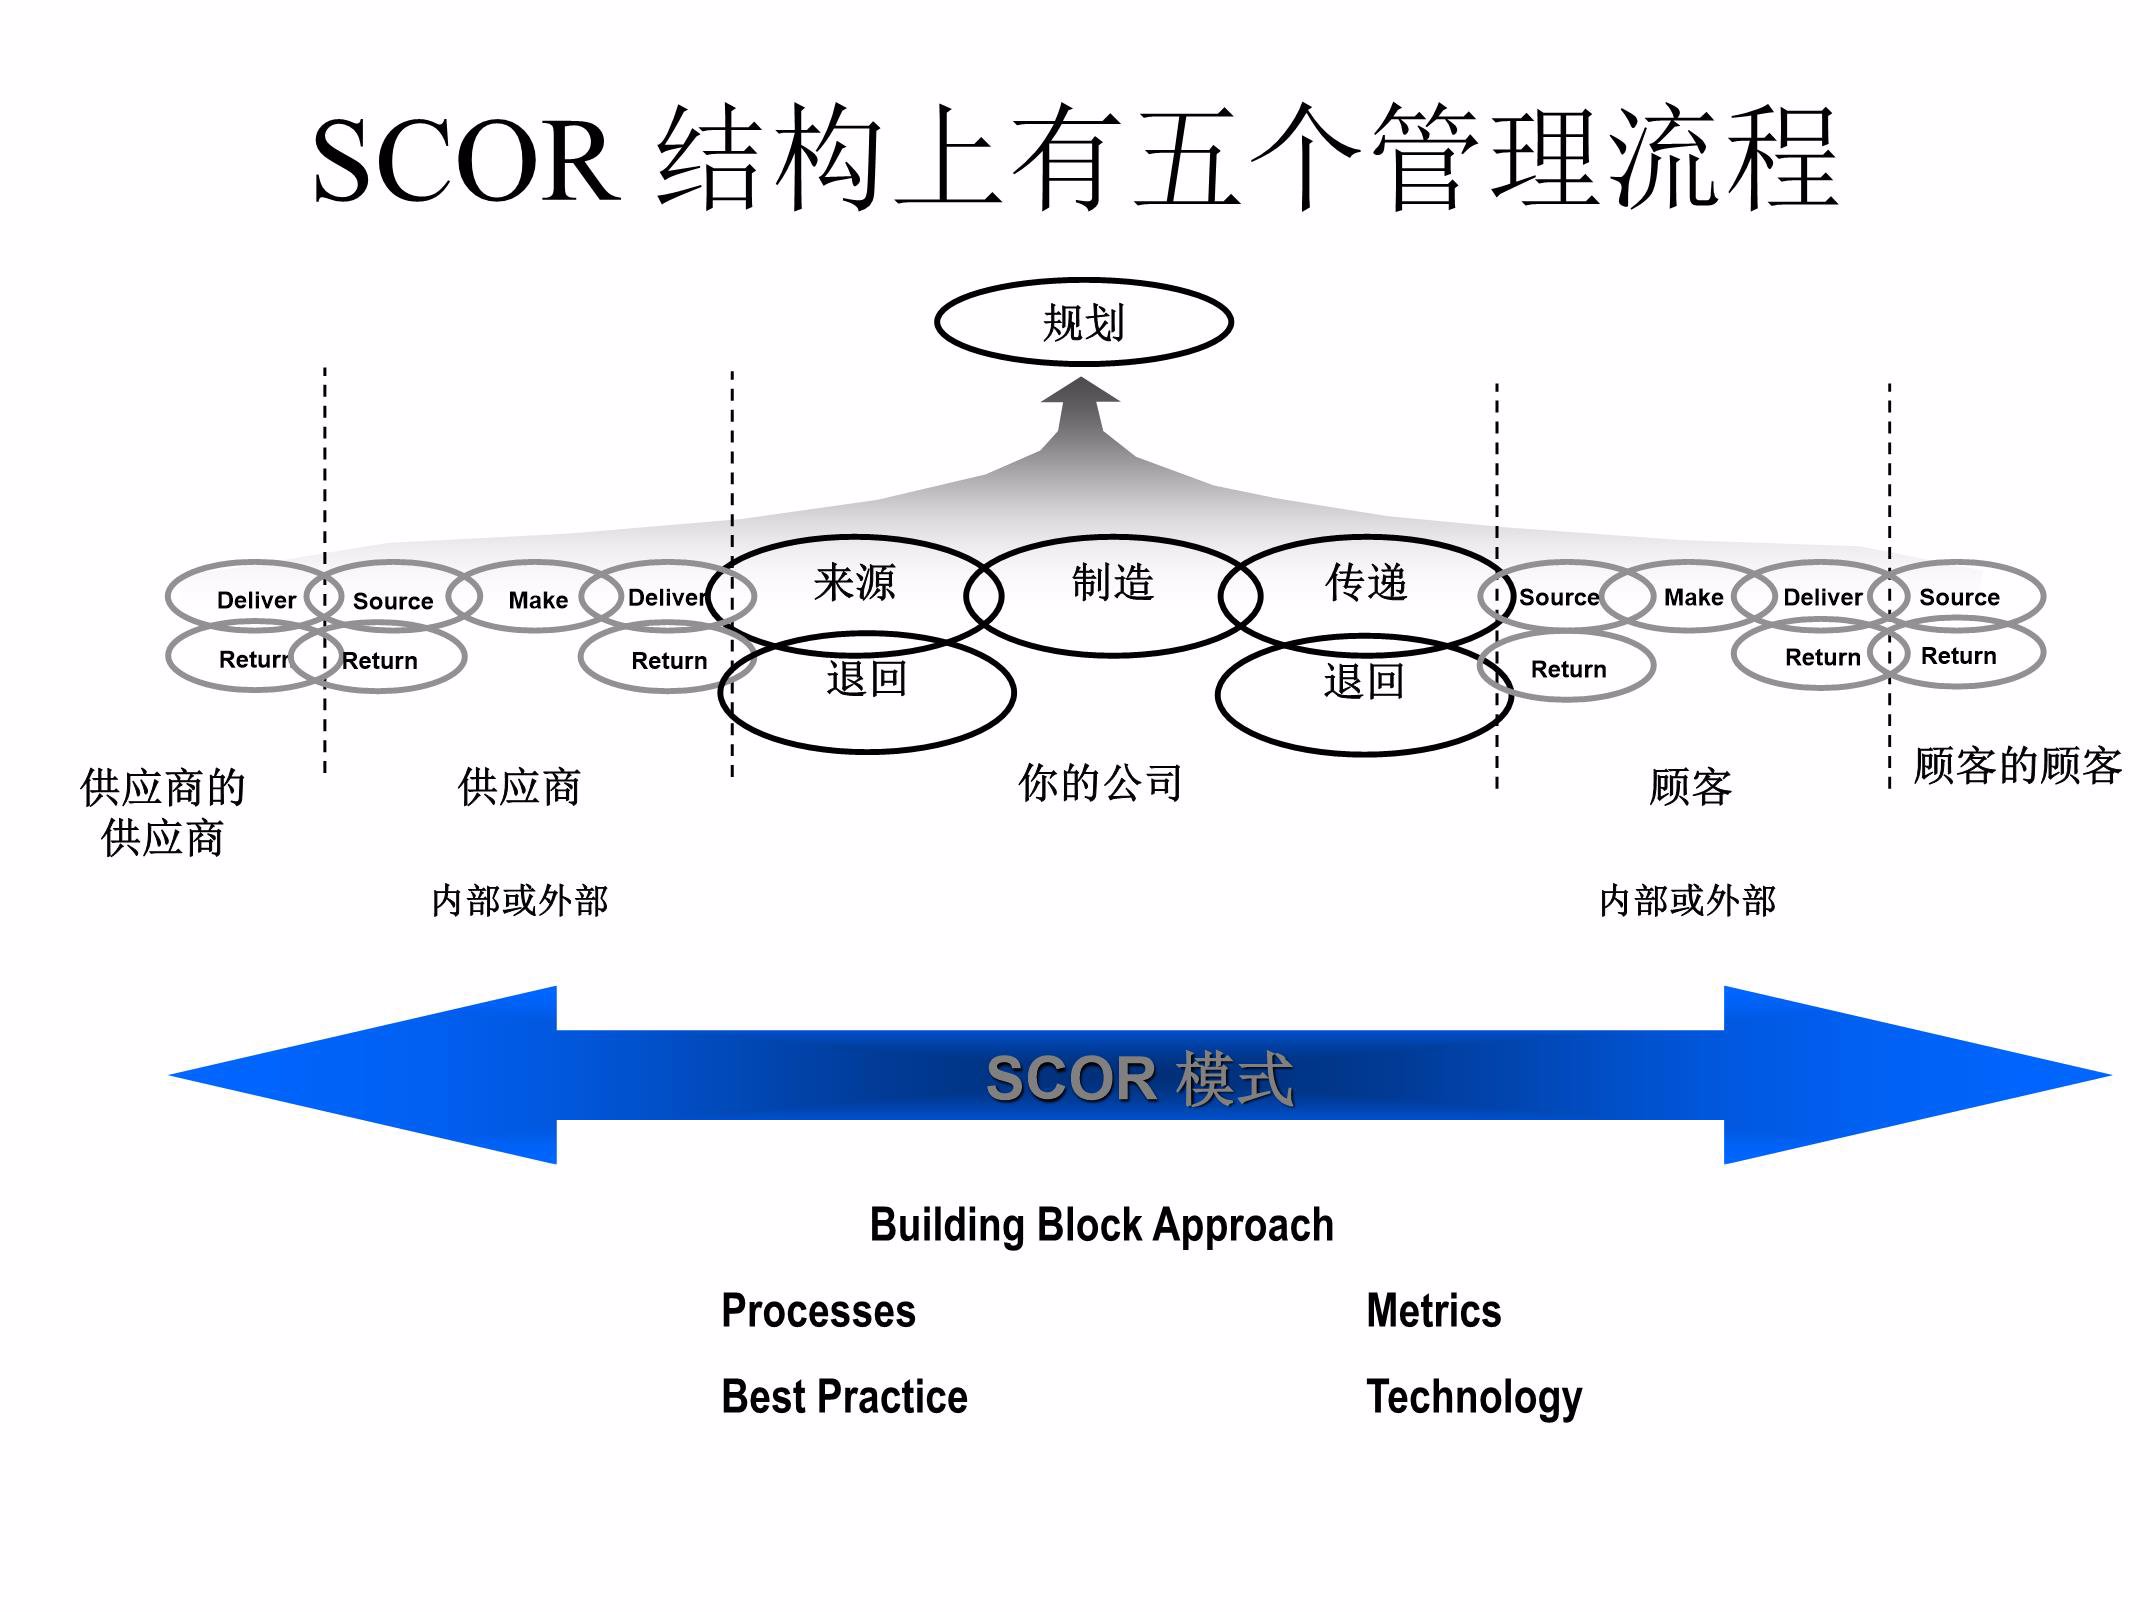 SCOR 结构上有五个管理流程
规划
Deliver
Source
Make
Deliver
来源
制造
传递
Source
Make
Deliver
Source
Return
Return
Return
退回
退回
Return
Return
Return
供应商的
供应商
供应商
你的公司
顾客
顾客的顾客
内部或外部
内部或外部
SCOR 模式
Building Block Approach
Processes
Metrics
Best Practice
Technology